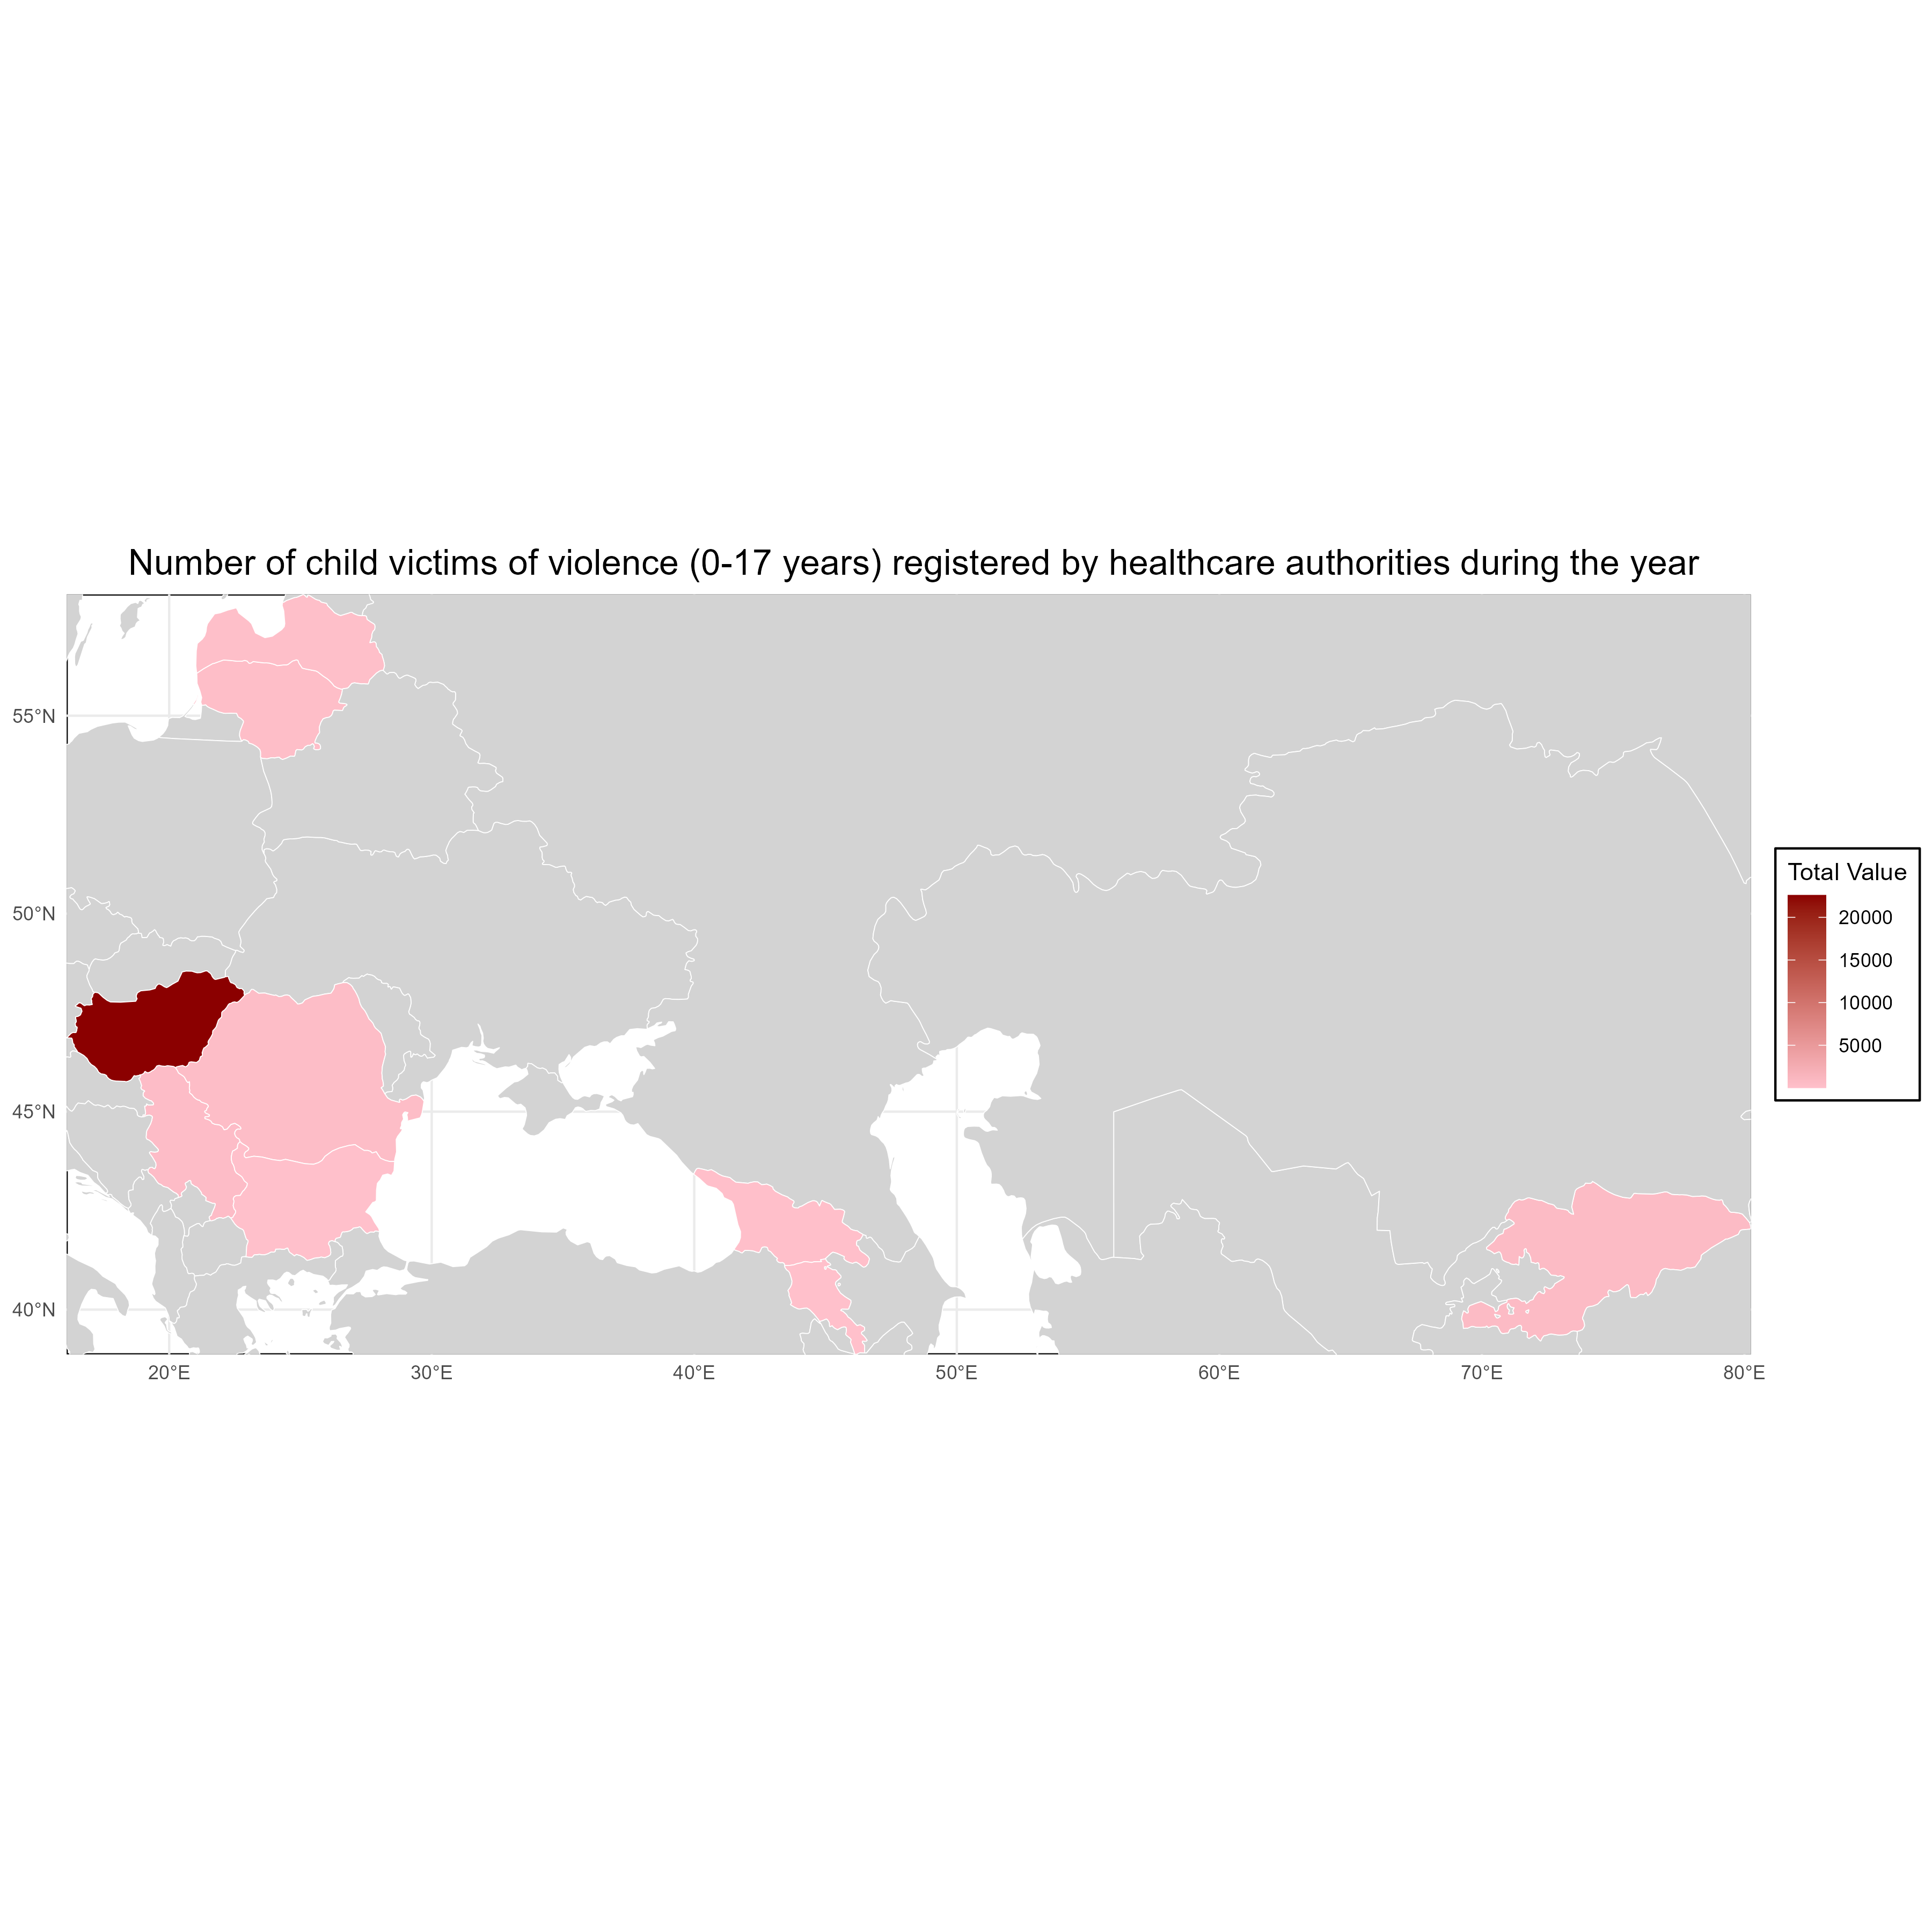 Number of child victims of violence (0-17 years) registered by healthcare authorities during the year
55°N
50°N
45°N
40°N
20°E
30°E
40°E
50°E
60°E
70°E
80°E
Total Value
20000
15000
10000
5000